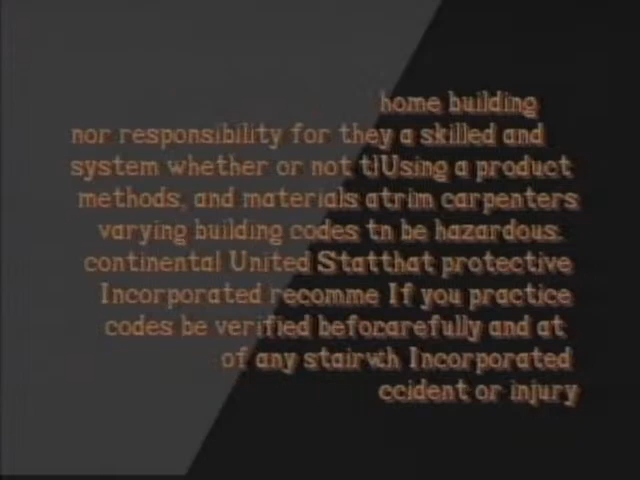 home building
nor responsibility for they a skilled and
system whether or not tlUsing a product
methods, and materials atrim carpenters
varying building codes tn be hazardous.
continental United Statthat protective
Incorporated recomme If you practice
codes be verified befocarefully and at
of any stairwch Incorporated
ccident or injury